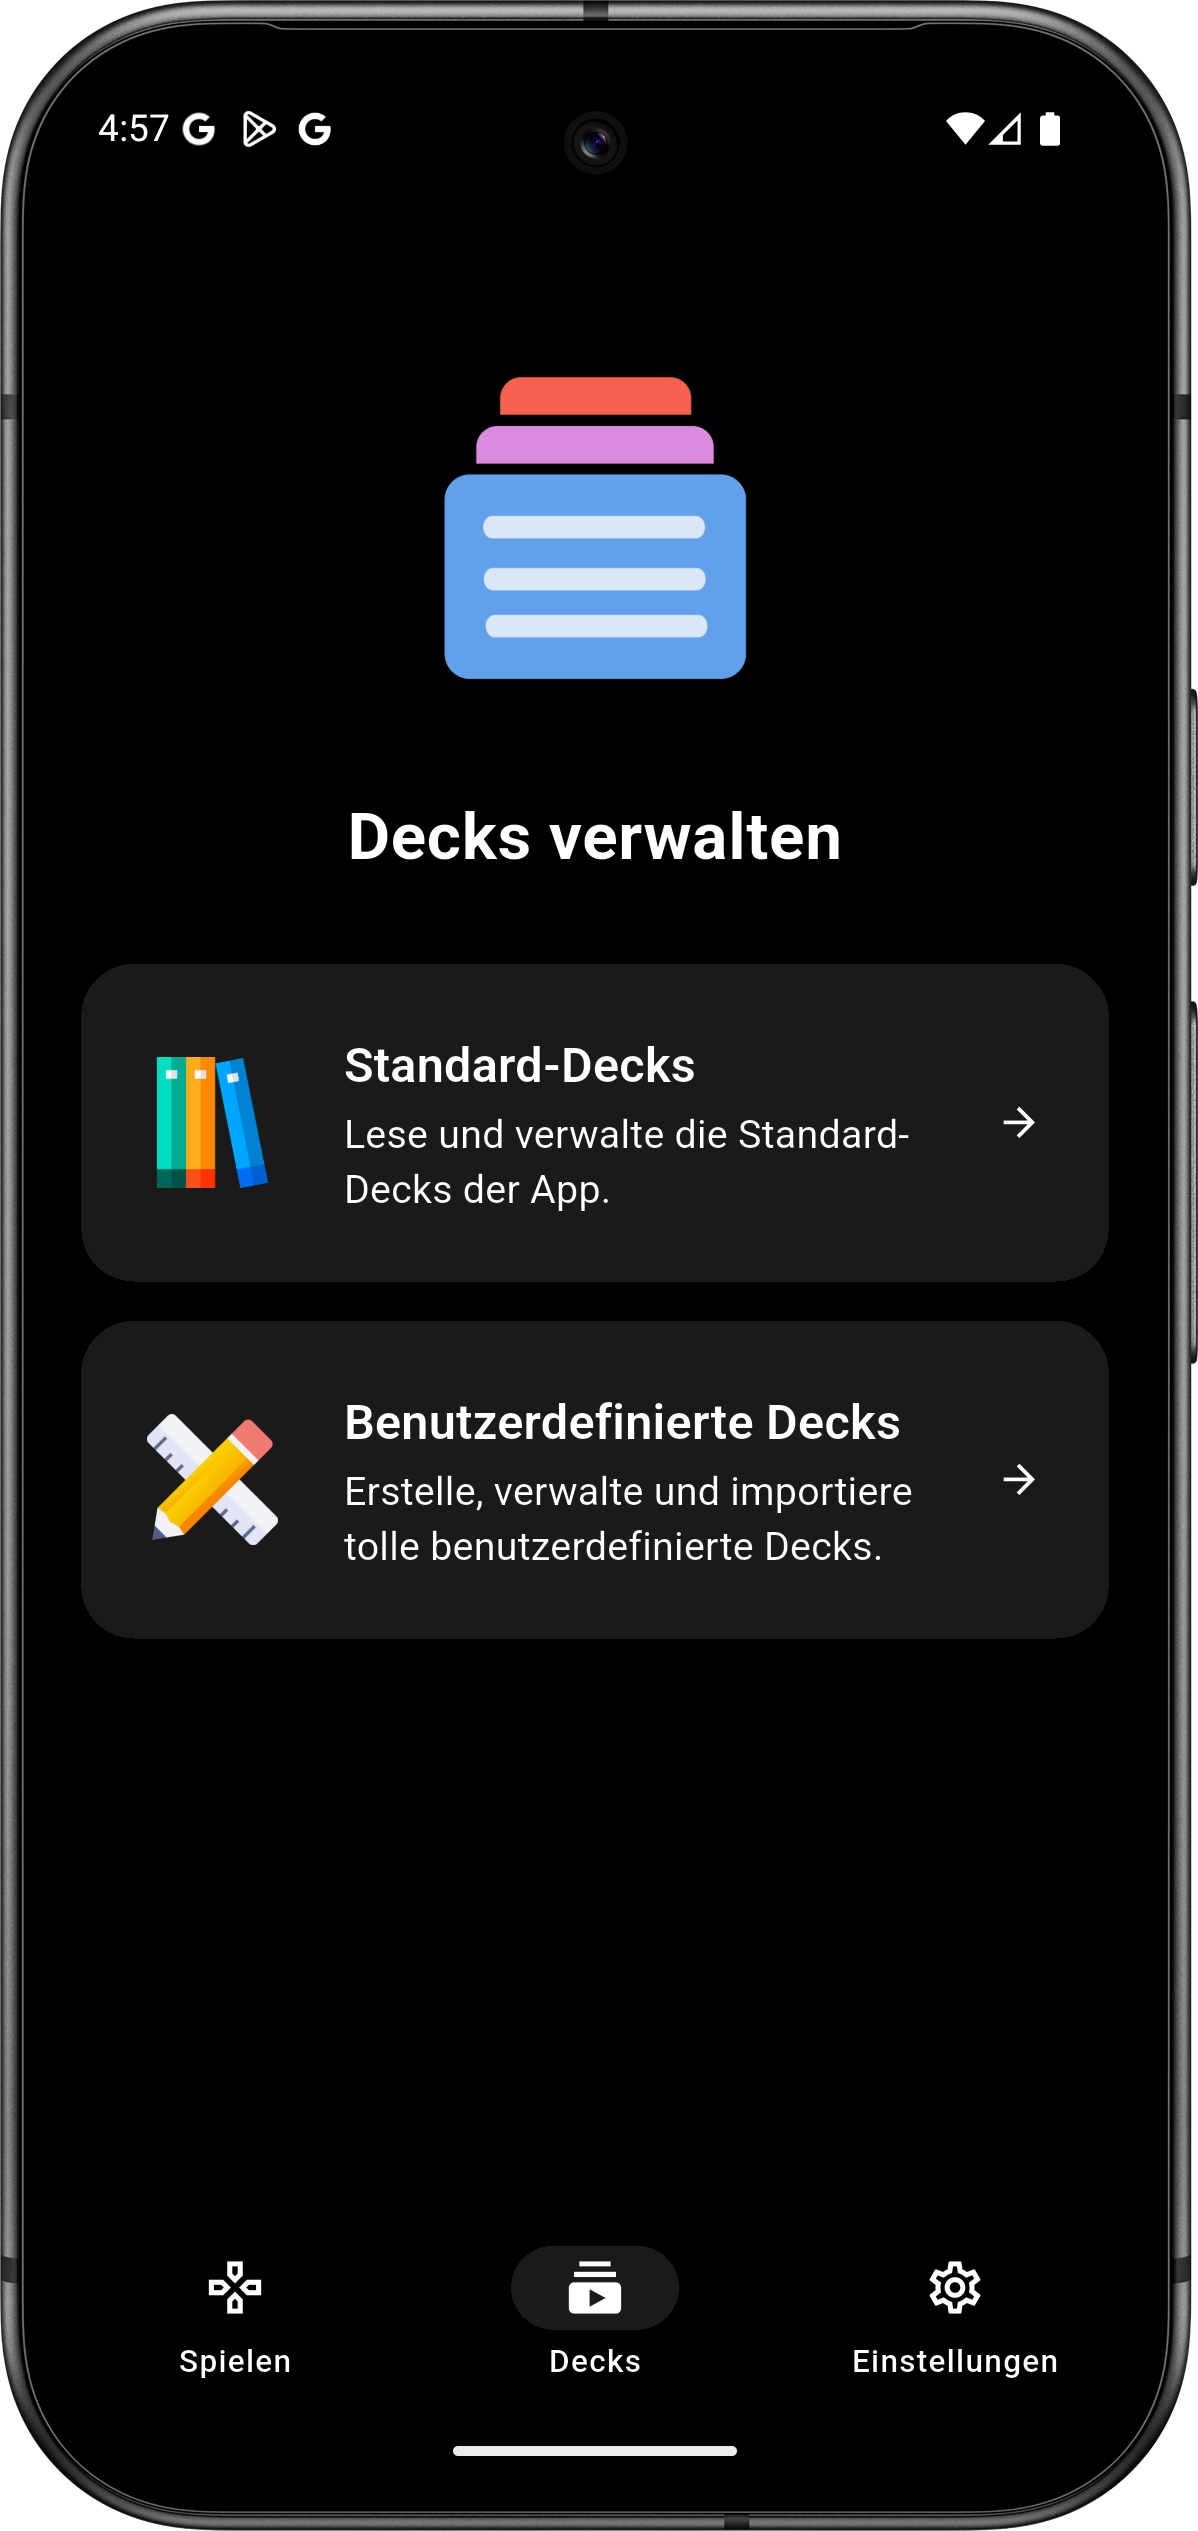 4:57
Decks verwalten
Standard-Decks
Lese und verwalte die Standard-
Decks der App.
Benutzerdefinierte Decks
Erstelle, verwalte und importiere
tolle benutzerdefinierte Decks.
Spielen
Decks
Einstellungen